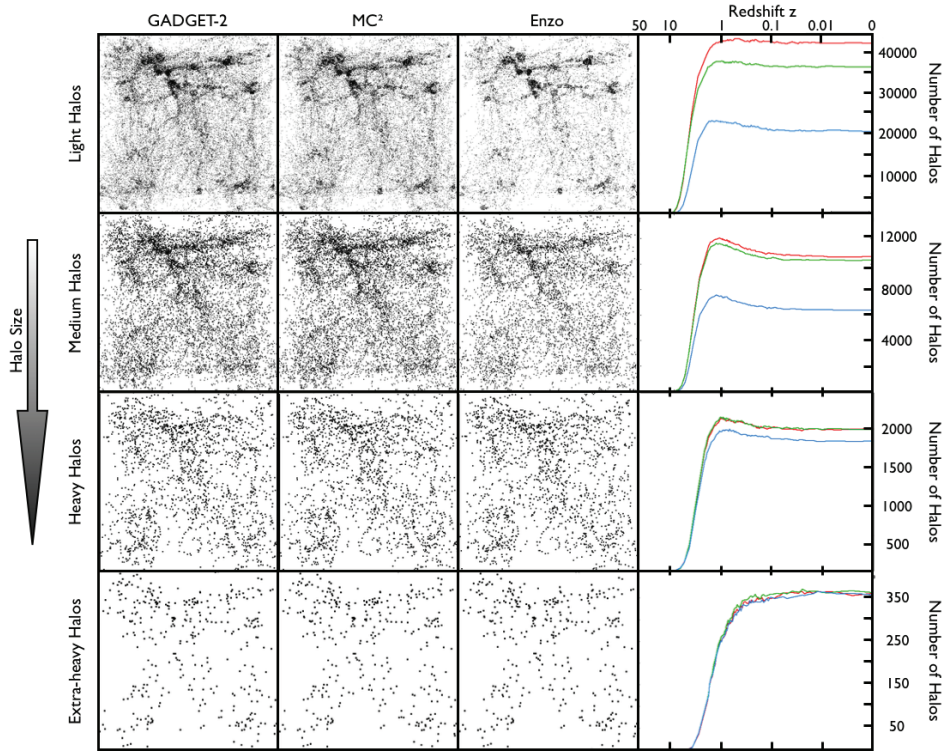 GADGET-2
MC²
Enzo
Redshift z
50
10
1
0.1
0.01
0
Light Halos
40000
30000
20000
10000
Number of Halos
Halo Size
Medium Halos
12000
8000
4000
Number of Halos
Heavy Halos
2000
1500
1000
500
Number of Halos
Extra-heavy Halos
350
250
150
50
Number of Halos